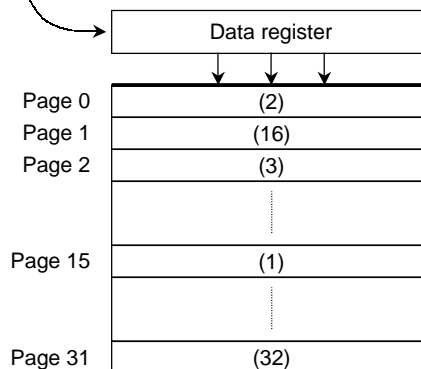 Data register
Page 0 (2)
Page 1 (16)
Page 2 (3)
Page 15 (1)
Page 31 (32)